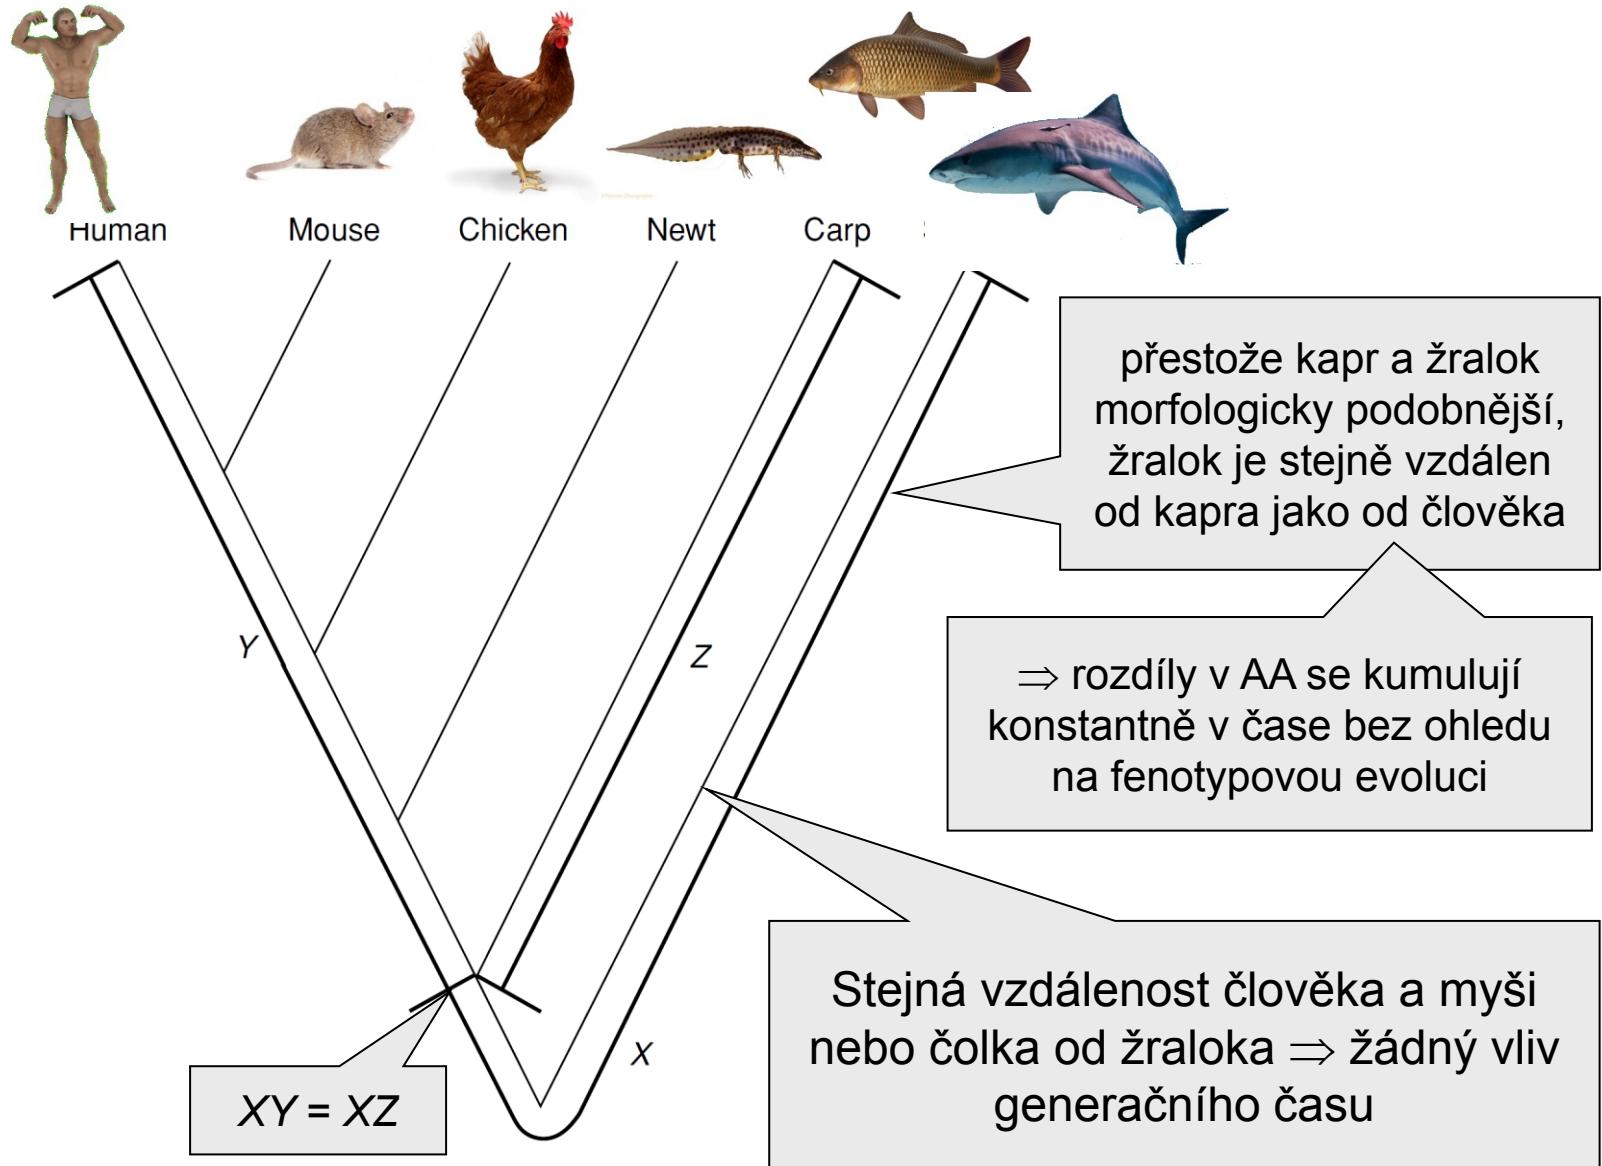 Human Mouse Chicken Newt Carp
přestože kapr a žralok
morfologicky podobnější,
žralok je stejně vzdálen
od kapra jako od člověka
Y
Z
⇒ rozdíly v AA se kumulují
konstantně v čase bez ohledu
na fenotypovou evoluci
X
XY = XZ
Stejná vzdálenost člověka a myši
nebo čolka od žraloka ⇒ žádný vliv
generačního času